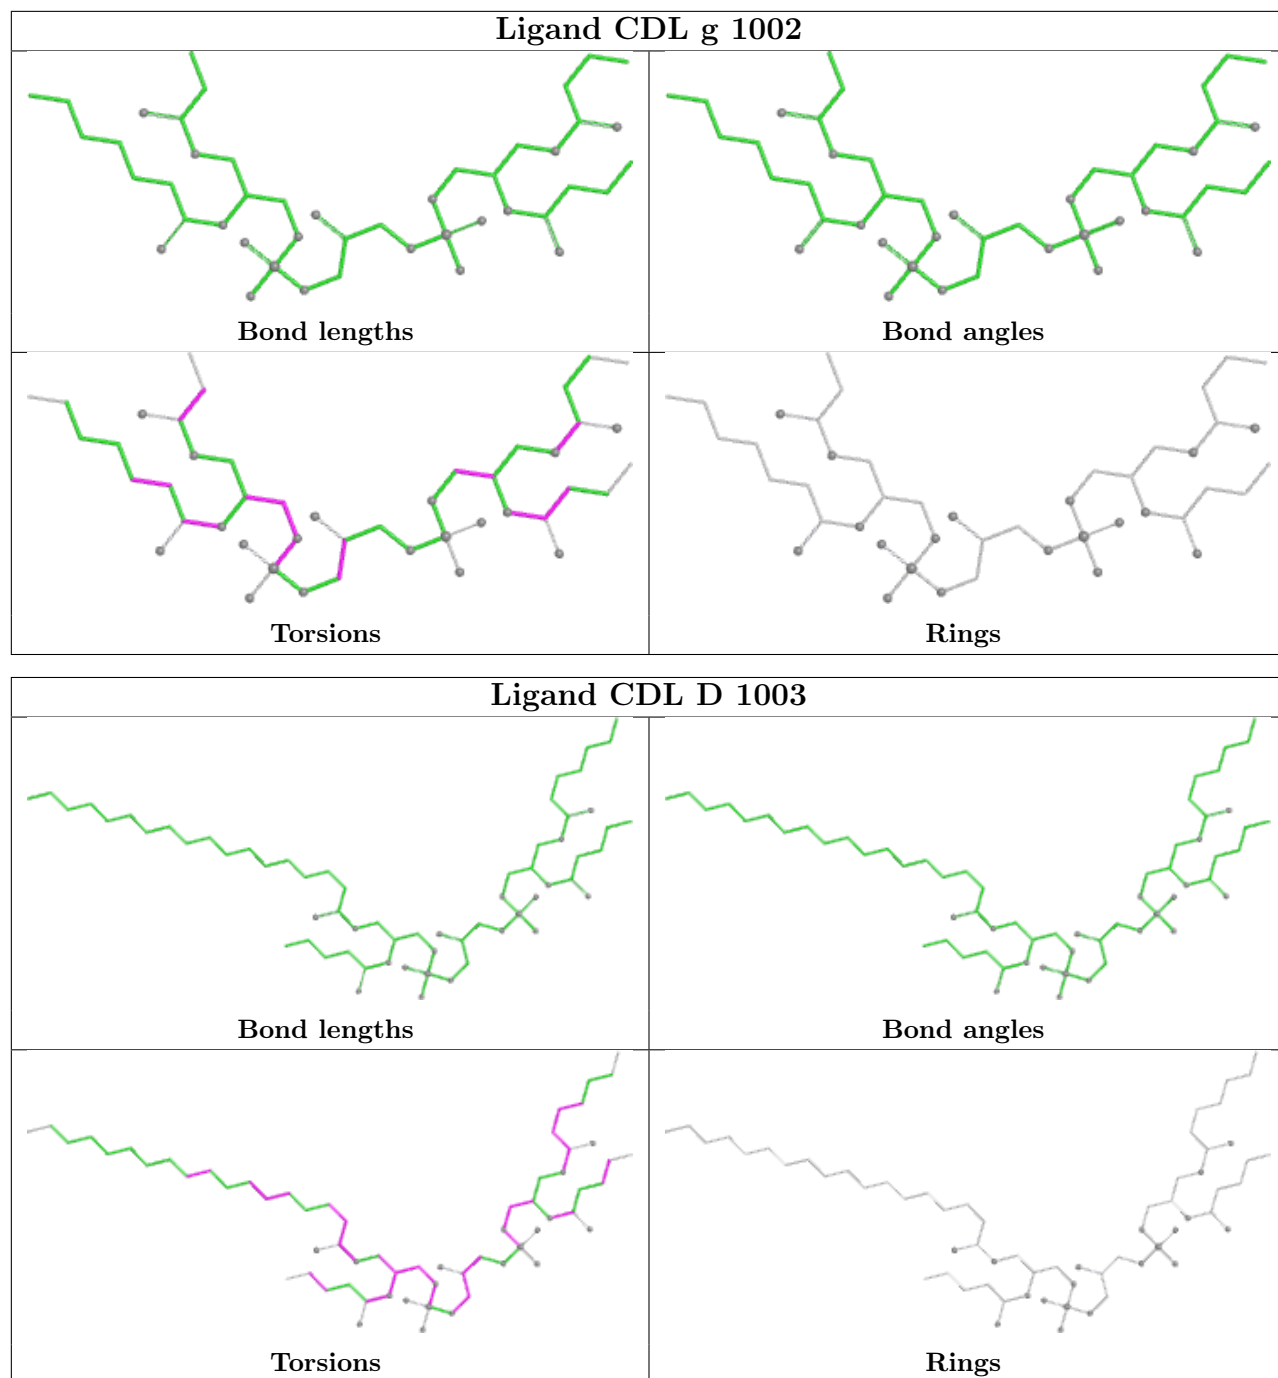 Ligand CDL g 1002
Bond lengths
Bond angles
Torsions
Rings
Ligand CDL D 1003
Bond lengths
Bond angles
Torsions
Rings